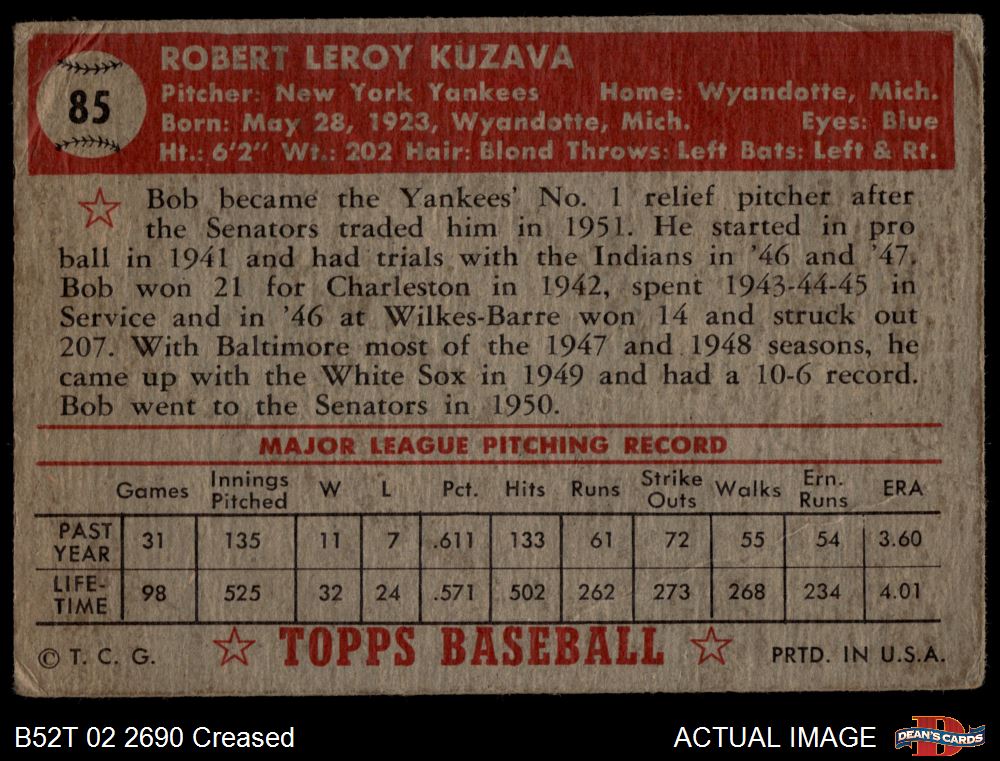 85
ROBERT LEROY KUZAVA
Pitcher: New York Yankees Home: Wyandotte, Mich.
Born: May 28, 1923, Wyandotte, Mich. Eyes: Blue
Ht.: 6'2" Wt.: 202 Hair: Blond Throws: Left Bats: Left & Rt.
Bob became the Yankees' No. 1 relief pitcher after
the Senators traded him in 1951. He started in pro
ball in 1941 and had trials with the Indians in '46 and '47.
Bob won 21 for Charleston in 1942, spent 1943-44-45 in
Service and in '46 at Wilkes-Barre won 14 and struck out
207. With Baltimore most of the 1947 and 1948 seasons, he
came up with the White Sox in 1949 and had a 10-6 record.
Bob went to the Senators in 1950.
MAJOR LEAGUE PITCHING RECORD
Games Innings Pitched W L Pct. Hits Runs Strike Outs Walks Ern. Runs ERA
PAST YEAR 31 135 11 7 .611 133 61 72 55 54 3.60
LIFE-TIME 98 525 32 24 .571 502 262 273 268 234 4.01
© T. C. G. TOPPS BASEBALL PRTD. IN U.S.A.
B52T 02 2690 Creased ACTUAL IMAGE DEAN'S CARDS